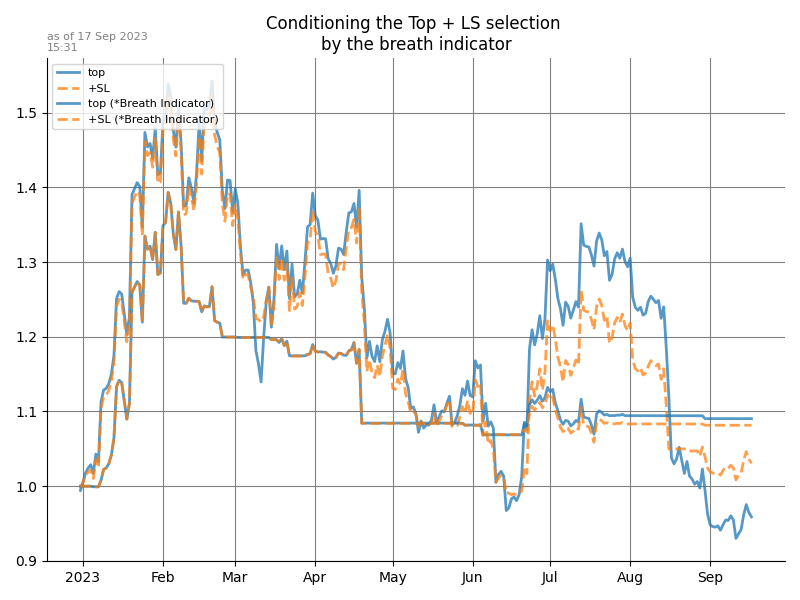 Conditioning the Top + LS selection
by the breath indicator
as of 17 Sep 2023
15:31
top
+SL
top (*Breath Indicator)
+SL (*Breath Indicator)
1.5
1.4
1.3
1.2
1.1
1.0
0.9
2023 Feb Mar Apr May Jun Jul Aug Sep